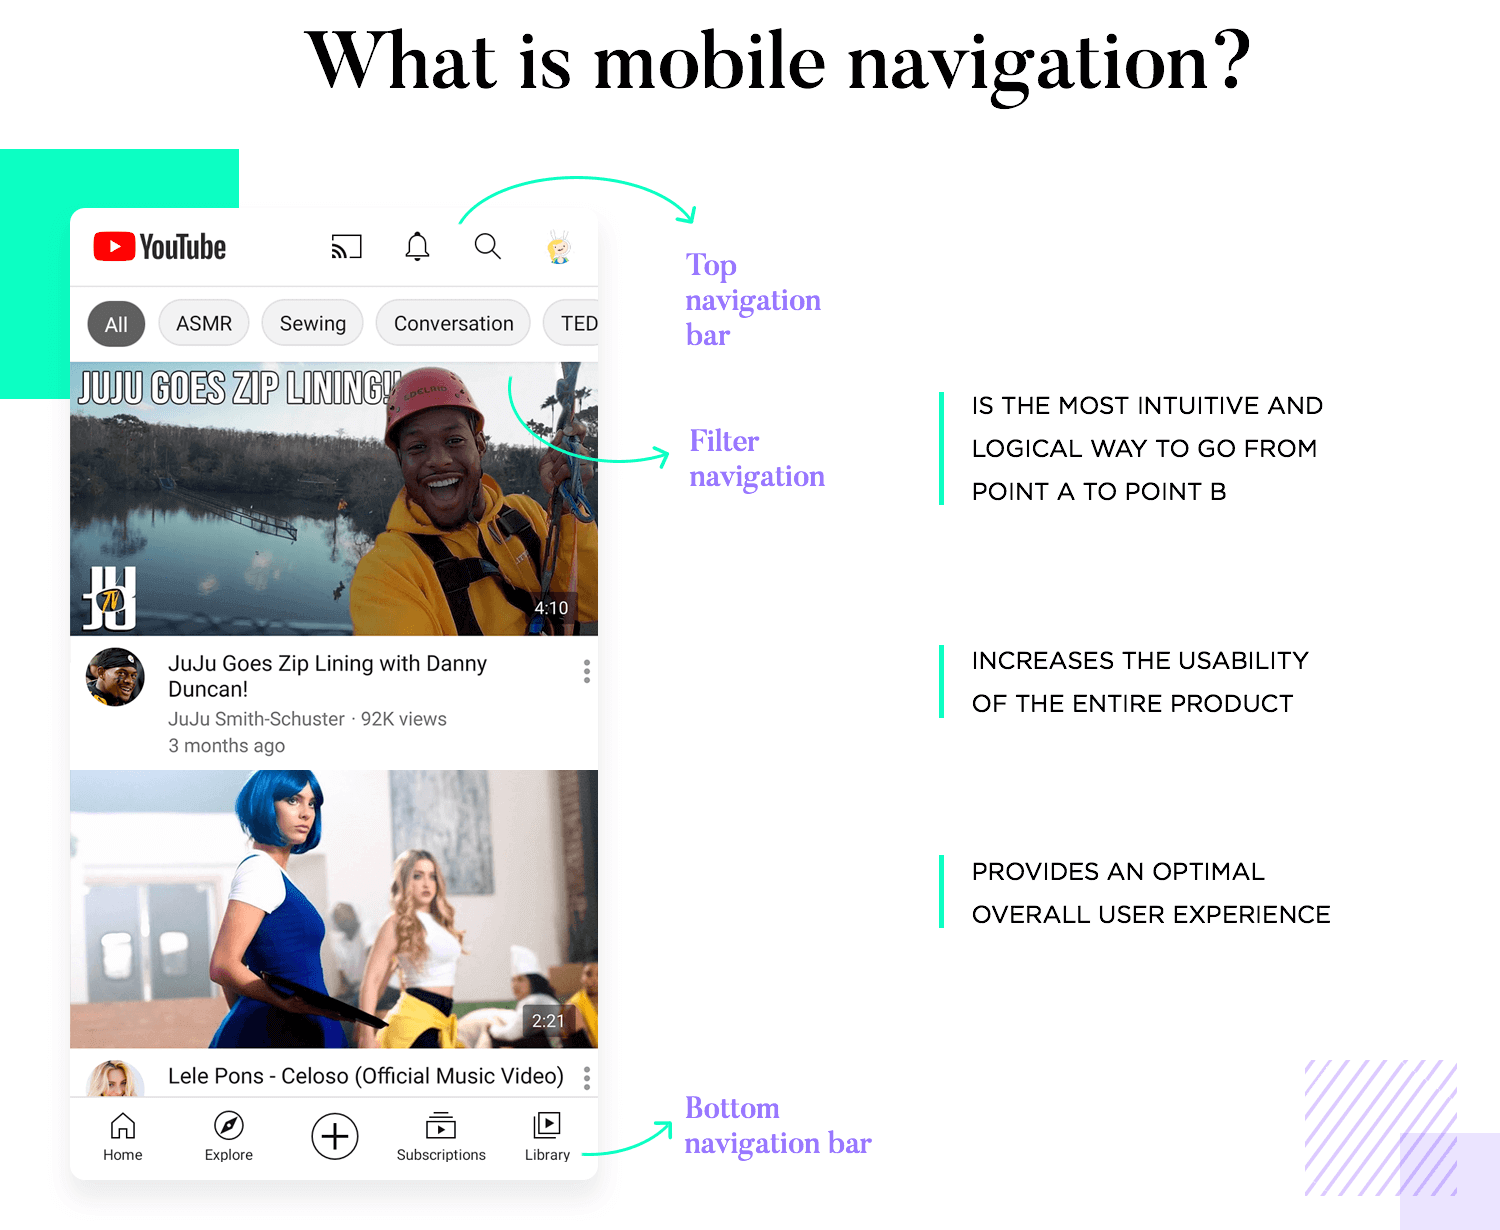 What is mobile navigation?
YouTube
All ASMR Sewing Conversation TED
JUJU GOES ZIP LINING!!
JUJU
TV
4:10
JuJu Goes Zip Lining with Danny
Duncan!
JuJu Smith-Schuster · 92K views
3 months ago
2:21
Lele Pons - Celoso (Official Music Video)
Home Explore Subscriptions Library
Top
navigation
bar
Filter
navigation
Bottom
navigation bar
IS THE MOST INTUITIVE AND
LOGICAL WAY TO GO FROM
POINT A TO POINT B
INCREASES THE USABILITY
OF THE ENTIRE PRODUCT
PROVIDES AN OPTIMAL
OVERALL USER EXPERIENCE